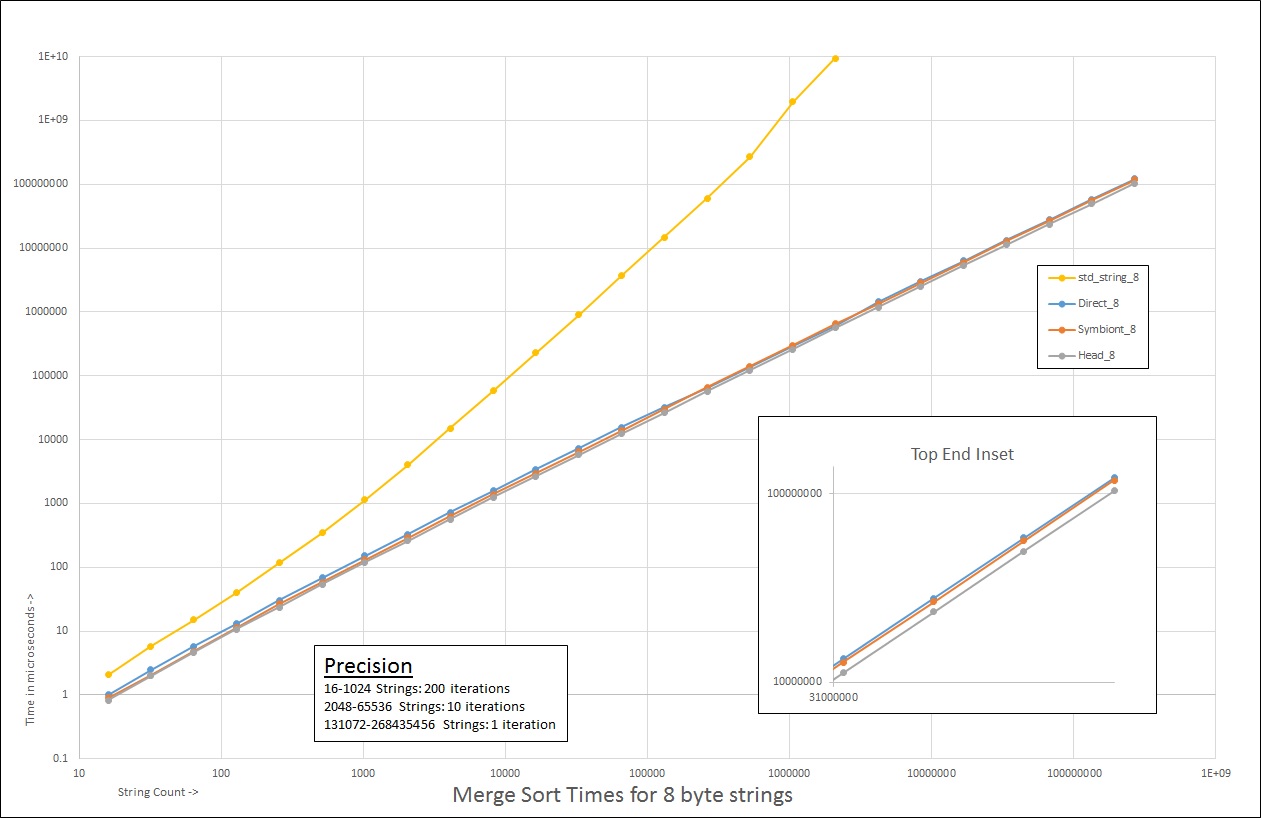 1E+10
1E+09
100000000
10000000
1000000
100000
10000
1000
100
10
1
0.1
Time in microseconds ->
10
100
1000
10000
100000
1000000
10000000
100000000
1E+09
String Count ->
Merge Sort Times for 8 byte strings
std_string_8
Direct_8
Symbiont_8
Head_8
Top End Inset
100000000
10000000
31000000
Precision
16-1024 Strings: 200 iterations
2048-65536 Strings: 10 iterations
131072-268435456 Strings: 1 iteration